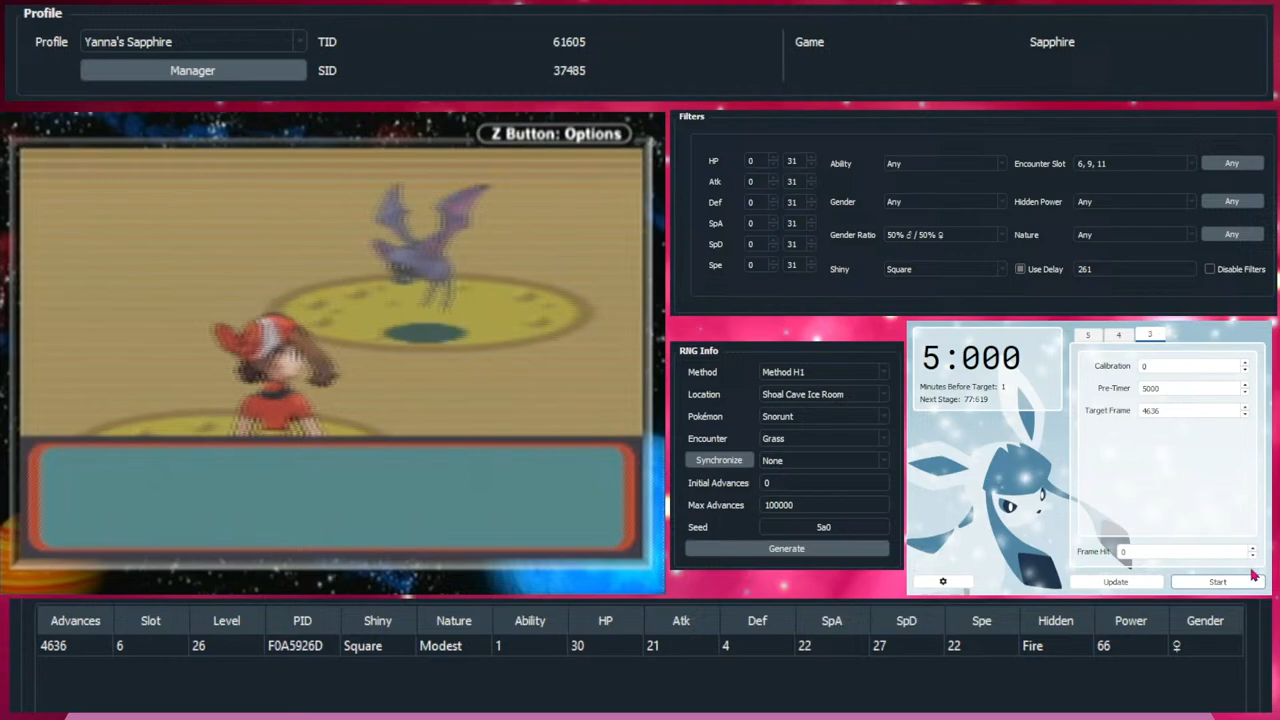 Profile
Profile Yanna's Sapphire TID 61605 Game Sapphire
Manager SID 37485
Z Button: Options
Filters
HP 0 31 Ability Any Encounter Slot 6, 9, 11 Any
Atk 0 31
Def 0 31 Gender Any Hidden Power Any Any
SpA 0 31
Gender Ratio 50% ♂ / 50% ♀ Nature Any Any
SpD 0 31
Spe 0 31 Shiny Square Use Delay 261 Disable Filters
RNG Info
Method Method H1
Location Shoal Cave Ice Room
Pokémon Snorunt
Encounter Grass
Synchronize None
Initial Advances 0
Max Advances 100000
Seed 5a0
Generate
5:000
Minutes Before Target: 1
Next Stage: 77:619
5 4 3
Calibration 0
Pre-Timer 5000
Target Frame 4636
Frame Hit 0
Update Start
Advances Slot Level PID Shiny Nature Ability HP Atk Def SpA SpD Spe Hidden Power Gender
4636 6 26 F0A5926D Square Modest 1 30 21 4 22 27 22 Fire 66 ♀